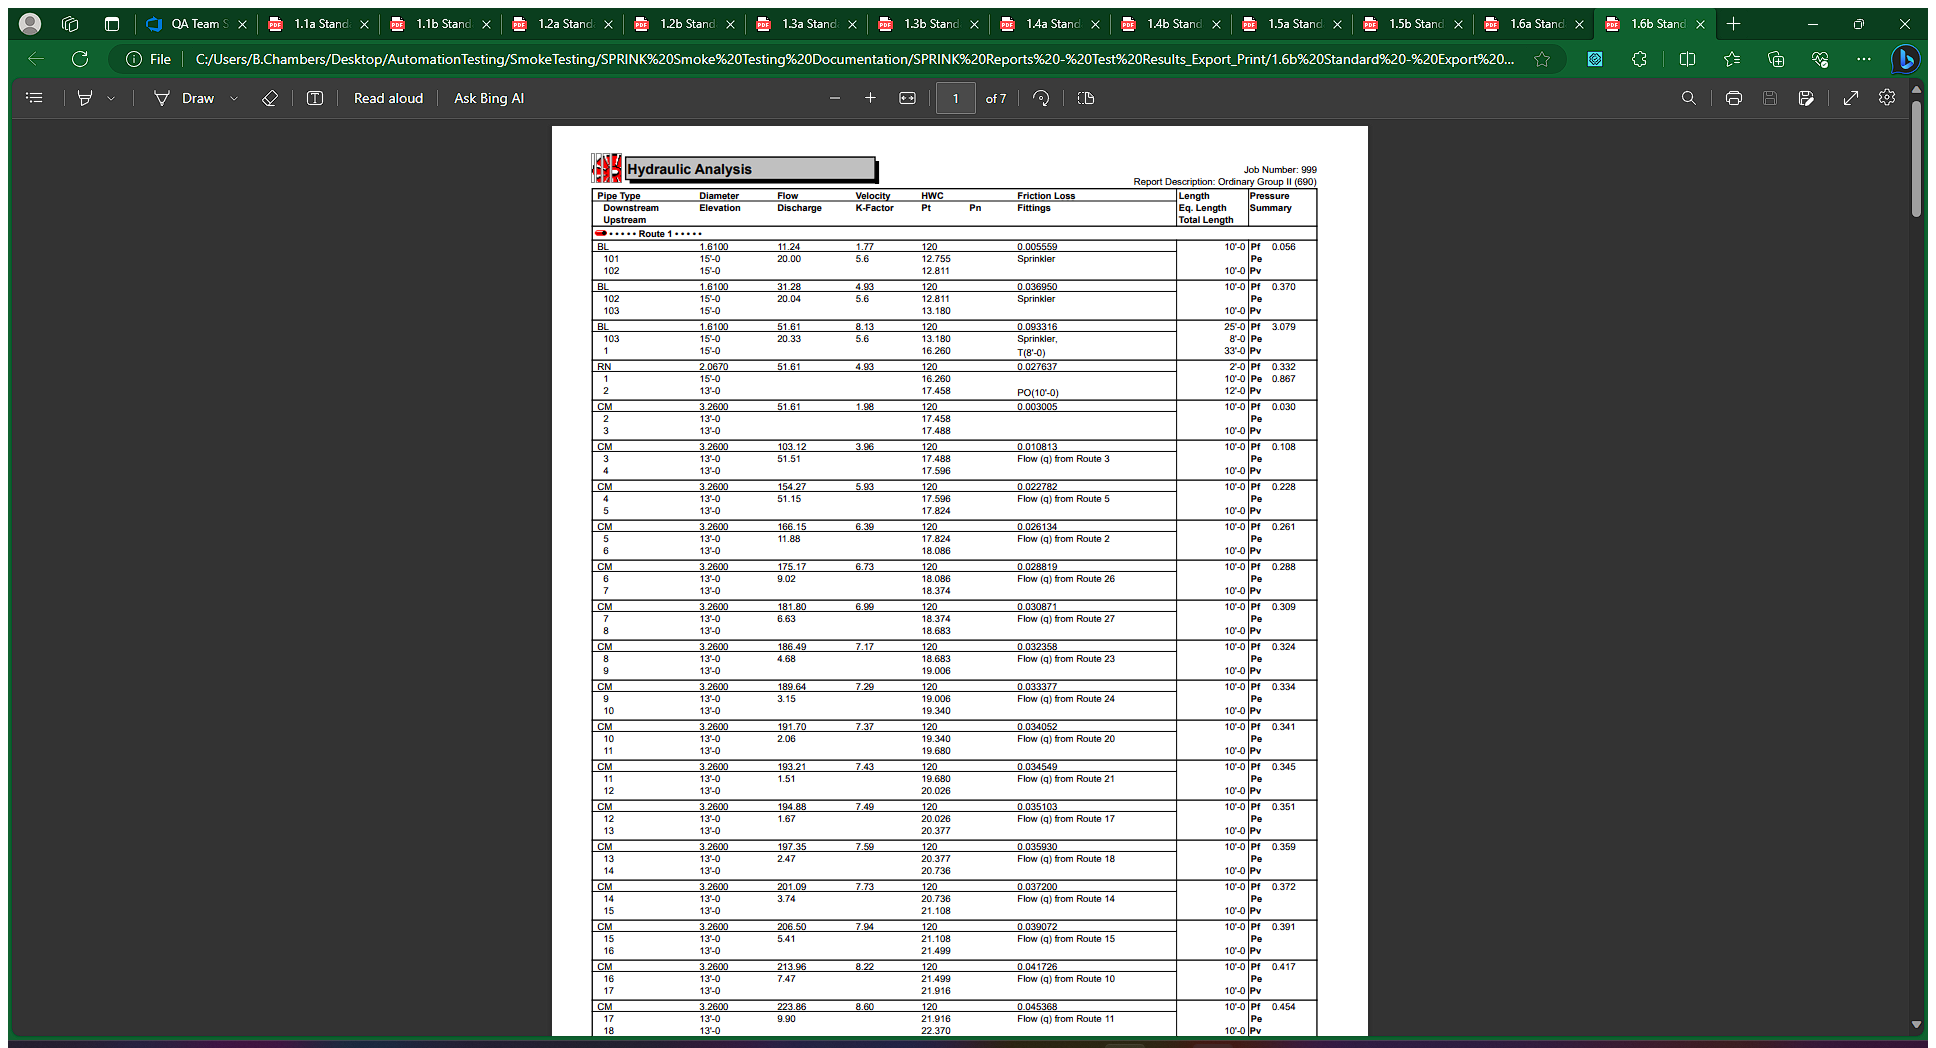 QA Team S 1.1a Stand 1.1b Stand 1.2a Stand 1.2b Stand 1.3a Stand 1.3b Stand 1.4a Stand 1.4b Stand 1.5a Stand 1.5b Stand 1.6a Stand 1.6b Stand
File C:/Users/B.Chambers/Desktop/AutomationTesting/SmokeTesting/SPRINK%20Smoke%20Testing%20Documentation/SPRINK%20Reports%20-%20Test%20Results_Export_Print/1.6b%20Standard%20-%20Export%20...
Draw Read aloud Ask Bing AI 1 of 7
Hydraulic Analysis
Job Number: 999
Report Description: Ordinary Group II (690)
Pipe Type Diameter Flow Velocity HWC Friction Loss Length Pressure
Downstream Elevation Discharge K-Factor Pt Pn Fittings Eq. Length Summary
Upstream Total Length
• • • • • Route 1 • • • • •
BL 1.6100 11.24 1.77 120 0.005559 10'-0 Pf 0.056
101 15'-0 20.00 5.6 12.755 Sprinkler Pe
102 15'-0 12.811 10'-0 Pv
BL 1.6100 31.28 4.93 120 0.036950 10'-0 Pf 0.370
102 15'-0 20.04 5.6 12.811 Sprinkler Pe
103 15'-0 13.180 10'-0 Pv
BL 1.6100 51.61 8.13 120 0.093316 25'-0 Pf 3.079
103 15'-0 20.33 5.6 13.180 Sprinkler, 8'-0 Pe
1 15'-0 16.260 T(8'-0) 33'-0 Pv
RN 2.0670 51.61 4.93 120 0.027637 2'-0 Pf 0.332
1 15'-0 16.260 10'-0 Pe 0.867
2 13'-0 17.458 PO(10'-0) 12'-0 Pv
CM 3.2600 51.61 1.98 120 0.003005 10'-0 Pf 0.030
2 13'-0 17.458 Pe
3 13'-0 17.488 10'-0 Pv
CM 3.2600 103.12 3.96 120 0.010813 10'-0 Pf 0.108
3 13'-0 51.51 17.488 Flow (q) from Route 3 Pe
4 13'-0 17.596 10'-0 Pv
CM 3.2600 154.27 5.93 120 0.022782 10'-0 Pf 0.228
4 13'-0 51.15 17.596 Flow (q) from Route 5 Pe
5 13'-0 17.824 10'-0 Pv
CM 3.2600 166.15 6.39 120 0.026134 10'-0 Pf 0.261
5 13'-0 11.88 17.824 Flow (q) from Route 2 Pe
6 13'-0 18.086 10'-0 Pv
CM 3.2600 175.17 6.73 120 0.028819 10'-0 Pf 0.288
6 13'-0 9.02 18.086 Flow (q) from Route 26 Pe
7 13'-0 18.374 10'-0 Pv
CM 3.2600 181.80 6.99 120 0.030871 10'-0 Pf 0.309
7 13'-0 6.63 18.374 Flow (q) from Route 27 Pe
8 13'-0 18.683 10'-0 Pv
CM 3.2600 186.49 7.17 120 0.032358 10'-0 Pf 0.324
8 13'-0 4.68 18.683 Flow (q) from Route 23 Pe
9 13'-0 19.006 10'-0 Pv
CM 3.2600 189.64 7.29 120 0.033377 10'-0 Pf 0.334
9 13'-0 3.15 19.006 Flow (q) from Route 24 Pe
10 13'-0 19.340 10'-0 Pv
CM 3.2600 191.70 7.37 120 0.034052 10'-0 Pf 0.341
10 13'-0 2.06 19.340 Flow (q) from Route 20 Pe
11 13'-0 19.680 10'-0 Pv
CM 3.2600 193.21 7.43 120 0.034549 10'-0 Pf 0.345
11 13'-0 1.51 19.680 Flow (q) from Route 21 Pe
12 13'-0 20.026 10'-0 Pv
CM 3.2600 194.88 7.49 120 0.035103 10'-0 Pf 0.351
12 13'-0 1.67 20.026 Flow (q) from Route 17 Pe
13 13'-0 20.377 10'-0 Pv
CM 3.2600 197.35 7.59 120 0.035930 10'-0 Pf 0.359
13 13'-0 2.47 20.377 Flow (q) from Route 18 Pe
14 13'-0 20.736 10'-0 Pv
CM 3.2600 201.09 7.73 120 0.037200 10'-0 Pf 0.372
14 13'-0 3.74 20.736 Flow (q) from Route 14 Pe
15 13'-0 21.108 10'-0 Pv
CM 3.2600 206.50 7.94 120 0.039072 10'-0 Pf 0.391
15 13'-0 5.41 21.108 Flow (q) from Route 15 Pe
16 13'-0 21.499 10'-0 Pv
CM 3.2600 213.96 8.22 120 0.041726 10'-0 Pf 0.417
16 13'-0 7.47 21.499 Flow (q) from Route 10 Pe
17 13'-0 21.916 10'-0 Pv
CM 3.2600 223.86 8.60 120 0.045368 10'-0 Pf 0.454
17 13'-0 9.90 21.916 Flow (q) from Route 11 Pe
18 13'-0 22.370 10'-0 Pv